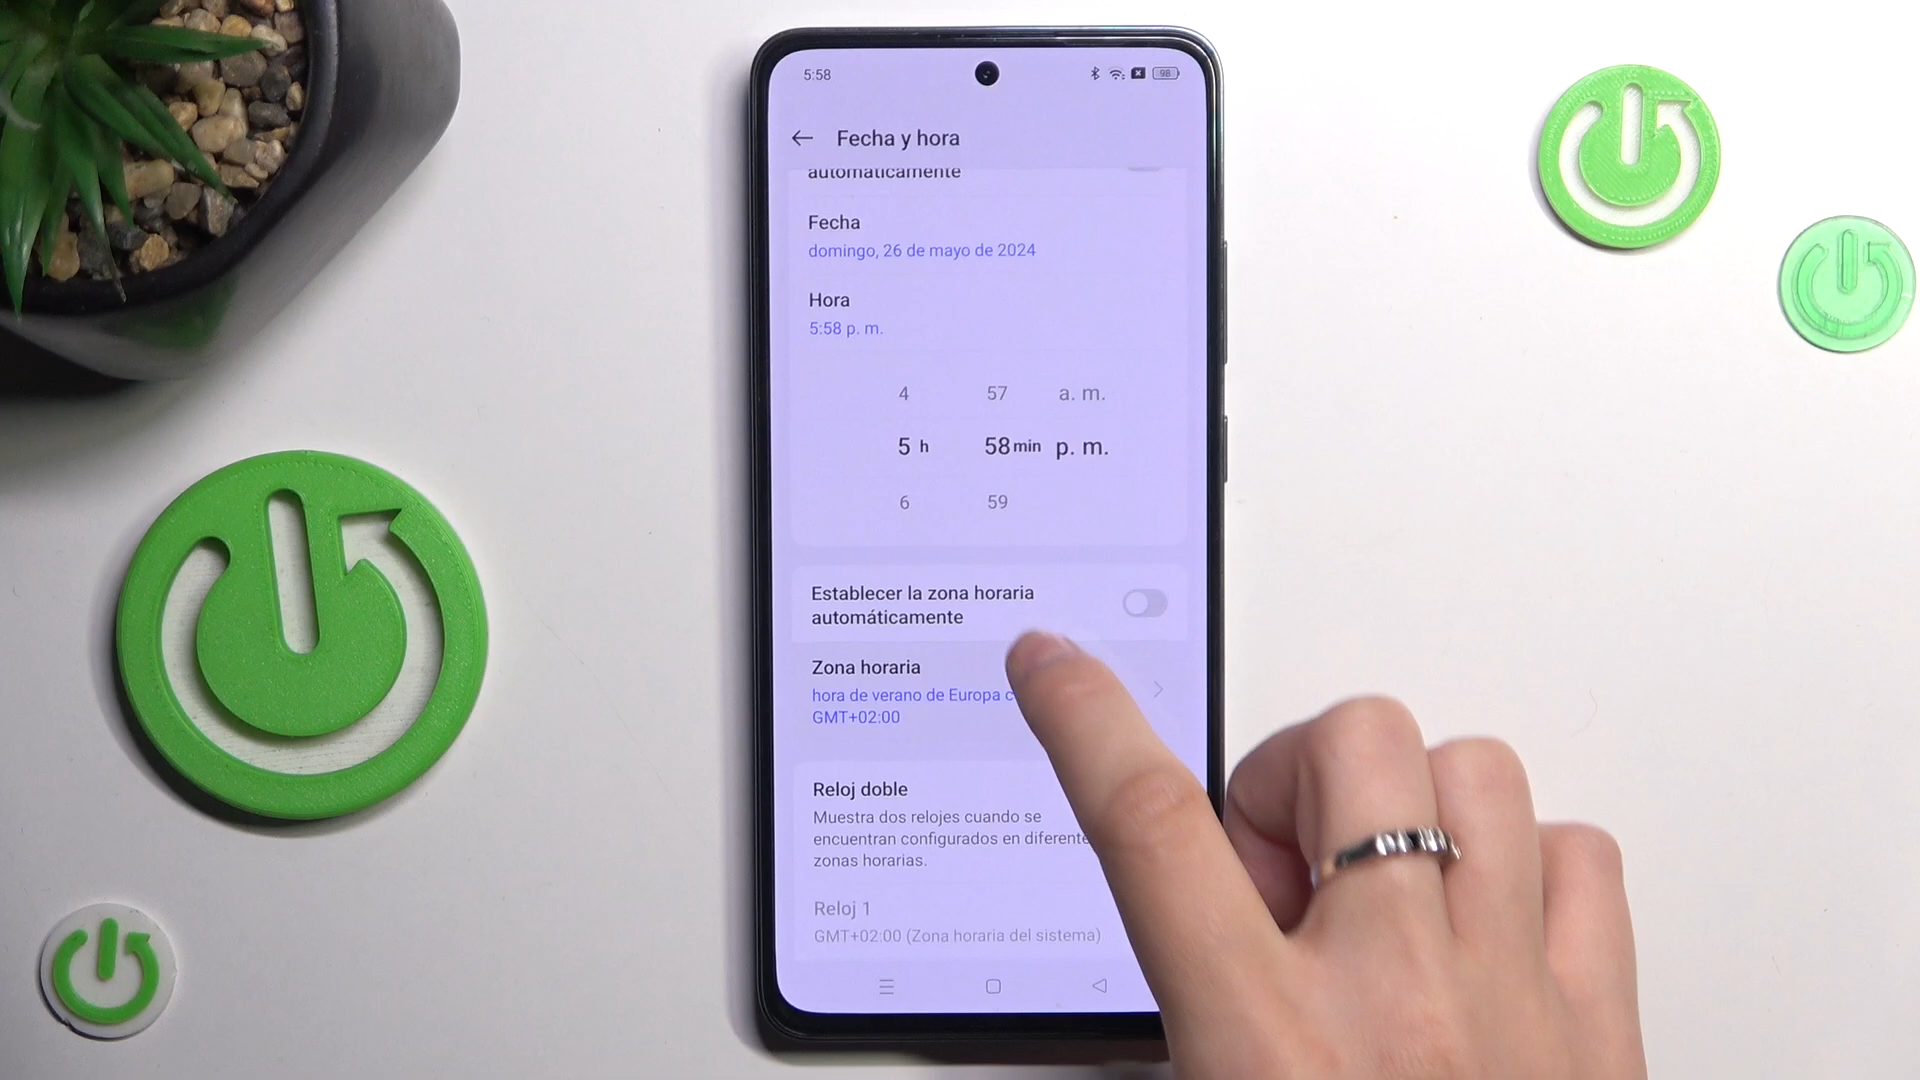 5:58
98
Fecha y hora
automáticamente
Fecha
domingo, 26 de mayo de 2024
Hora
5:58 p. m.
4 57 a. m.
5 h 58 min p. m.
6 59
Establecer la zona horaria
automáticamente
Zona horaria
hora de verano de Europa
GMT+02:00
Reloj doble
Muestra dos relojes cuando se
encuentran configurados en
zonas horarias.
Reloj 1
GMT+02:00 (Zona horaria del sistema)